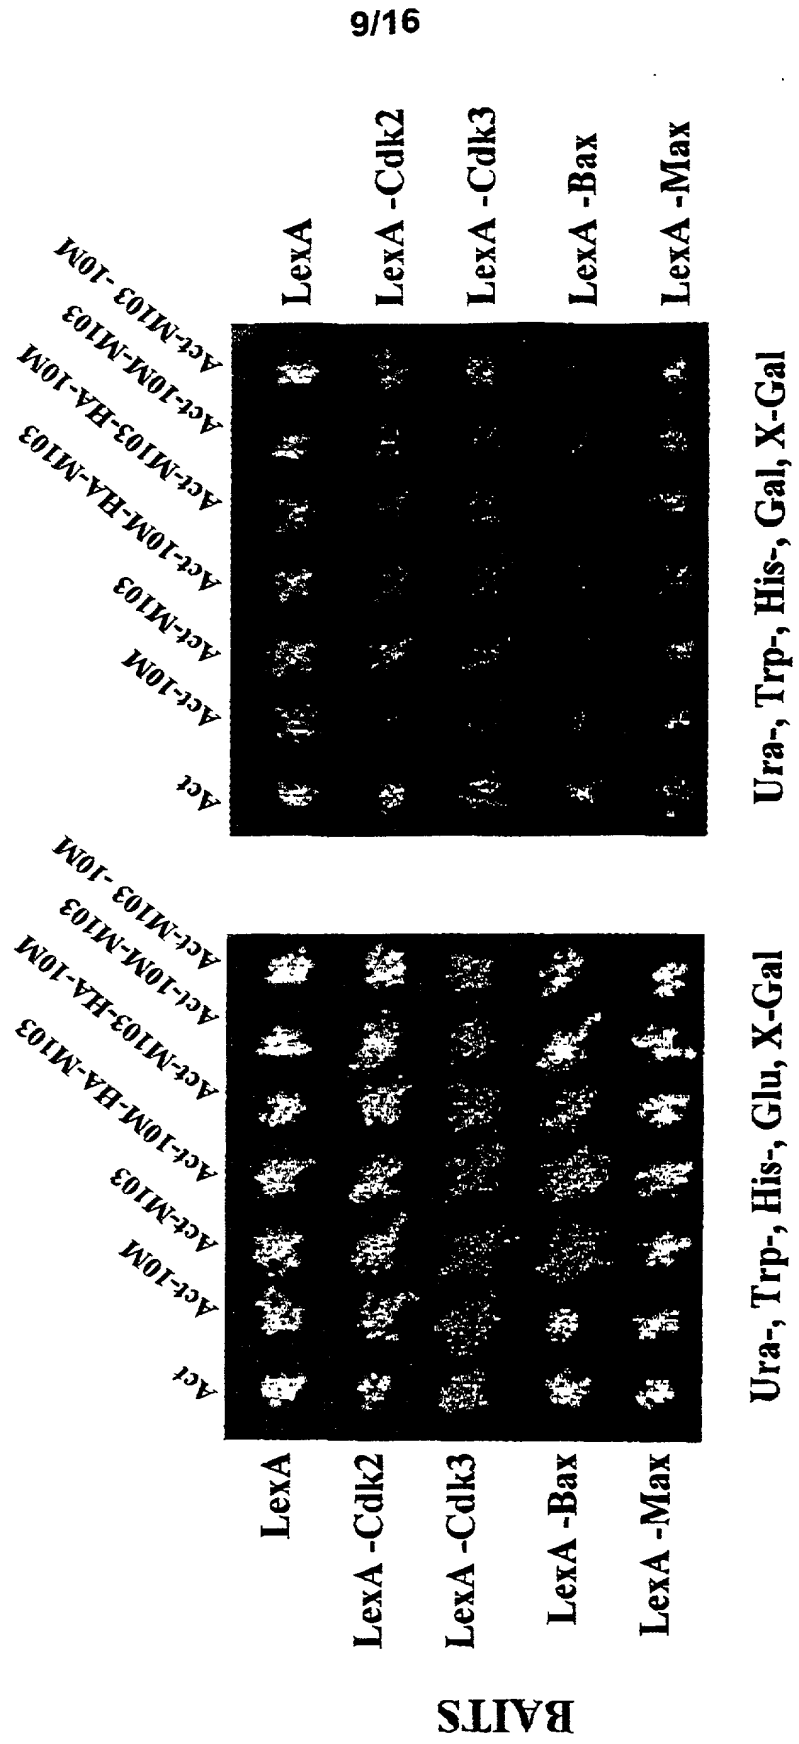 9/16
Act
Act-10M
Act-M103
Act-10M-HA-M103
Act-M103-HA-10M
Act-10M-M103
Act-M103 -10M
Act
Act-10M
Act-M103
Act-10M-HA-M103
Act-M103-HA-10M
Act-10M-M103
Act-M103 -10M
BAITS
LexA
LexA -Cdk2
LexA -Cdk3
LexA -Bax
LexA -Max
LexA
LexA -Cdk2
LexA -Cdk3
LexA -Bax
LexA -Max
Ura-, Trp-, His-, Glu, X-Gal
Ura-, Trp-, His-, Gal, X-Gal